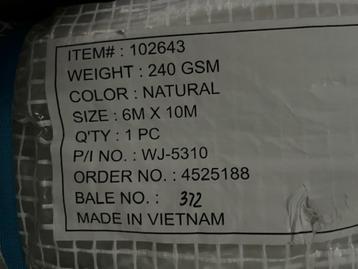 ITEM# : 102643
WEIGHT : 240 GSM
COLOR : NATURAL
SIZE : 6M X 10M
Q'TY : 1 PC
P/I NO. : WJ-5310
ORDER NO. : 4525188
BALE NO. : 372
MADE IN VIETNAM